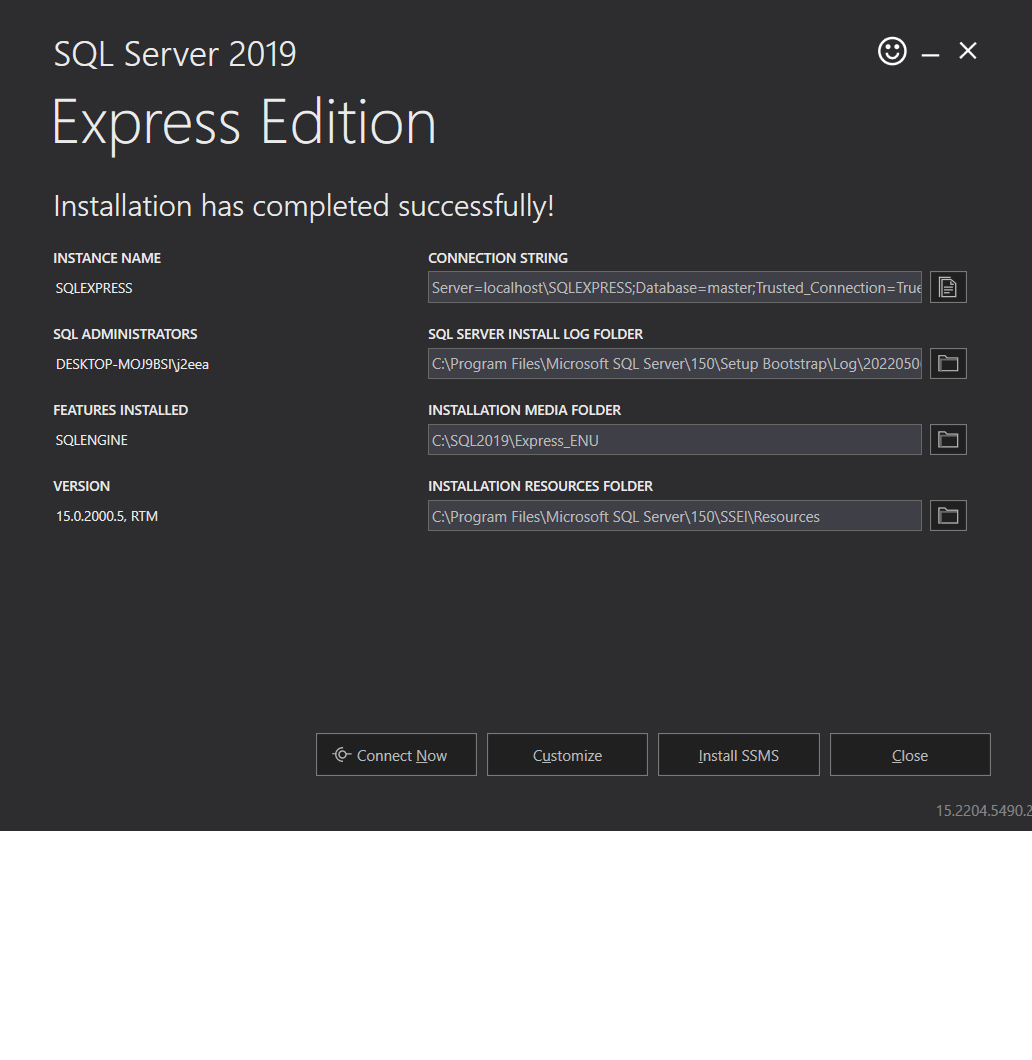 SQL Server 2019
Express Edition
Installation has completed successfully!
INSTANCE NAME
SQLEXPRESS
CONNECTION STRING
Server=localhost\SQLEXPRESS;Database=master;Trusted_Connection=True
SQL ADMINISTRATORS
DESKTOP-MOJ9BSI\j2eea
SQL SERVER INSTALL LOG FOLDER
C:\Program Files\Microsoft SQL Server\150\Setup Bootstrap\Log\2022050
FEATURES INSTALLED
SQLENGINE
INSTALLATION MEDIA FOLDER
C:\SQL2019\Express_ENU
VERSION
15.0.2000.5, RTM
INSTALLATION RESOURCES FOLDER
C:\Program Files\Microsoft SQL Server\150\SSEI\Resources
Connect Now
Customize
Install SSMS
Close
15.2204.5490.2